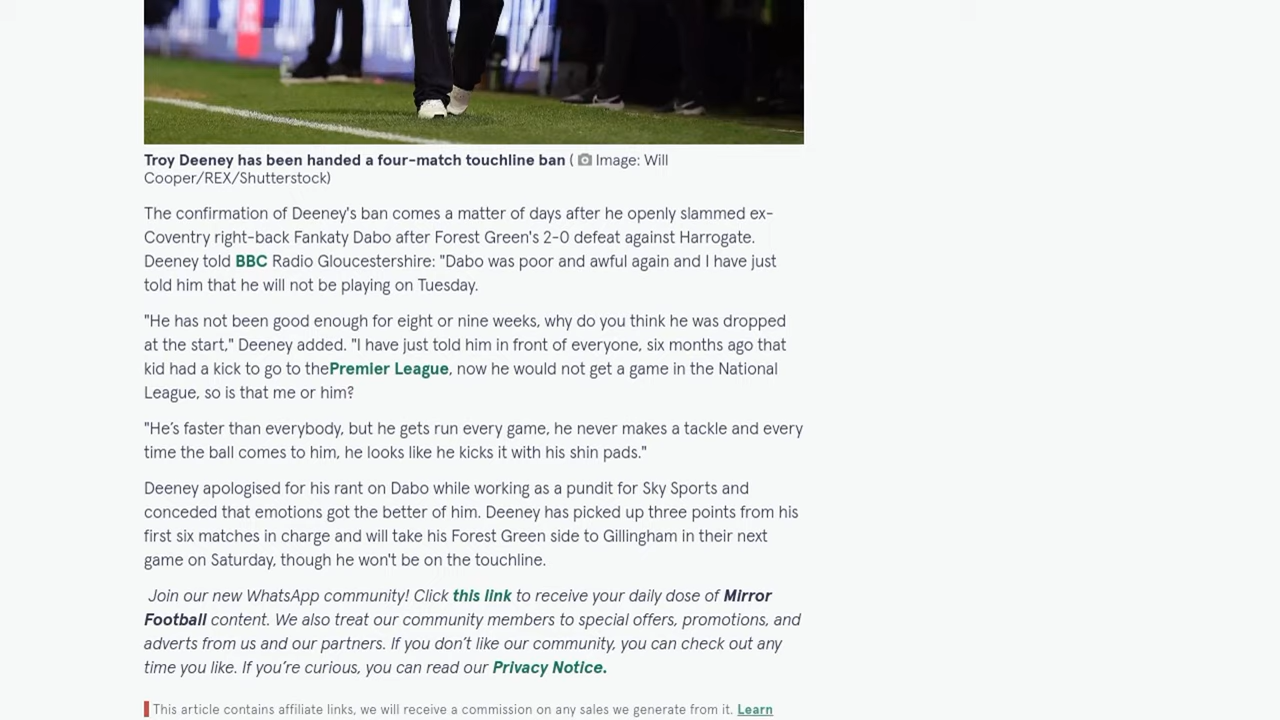 Troy Deeney has been handed a four-match touchline ban ( Image: Will
Cooper/REX/Shutterstock)
The confirmation of Deeney's ban comes a matter of days after he openly slammed ex-
Coventry right-back Fankaty Dabo after Forest Green's 2-0 defeat against Harrogate.
Deeney told BBC Radio Gloucestershire: "Dabo was poor and awful again and I have just
told him that he will not be playing on Tuesday.
"He has not been good enough for eight or nine weeks, why do you think he was dropped
at the start," Deeney added. "I have just told him in front of everyone, six months ago that
kid had a kick to go to thePremier League, now he would not get a game in the National
League, so is that me or him?
"He’s faster than everybody, but he gets run every game, he never makes a tackle and every
time the ball comes to him, he looks like he kicks it with his shin pads."
Deeney apologised for his rant on Dabo while working as a pundit for Sky Sports and
conceded that emotions got the better of him. Deeney has picked up three points from his
first six matches in charge and will take his Forest Green side to Gillingham in their next
game on Saturday, though he won't be on the touchline.
Join our new WhatsApp community! Click this link to receive your daily dose of Mirror
Football content. We also treat our community members to special offers, promotions, and
adverts from us and our partners. If you don’t like our community, you can check out any
time you like. If you’re curious, you can read our Privacy Notice.
This article contains affiliate links, we will receive a commission on any sales we generate from it. Learn